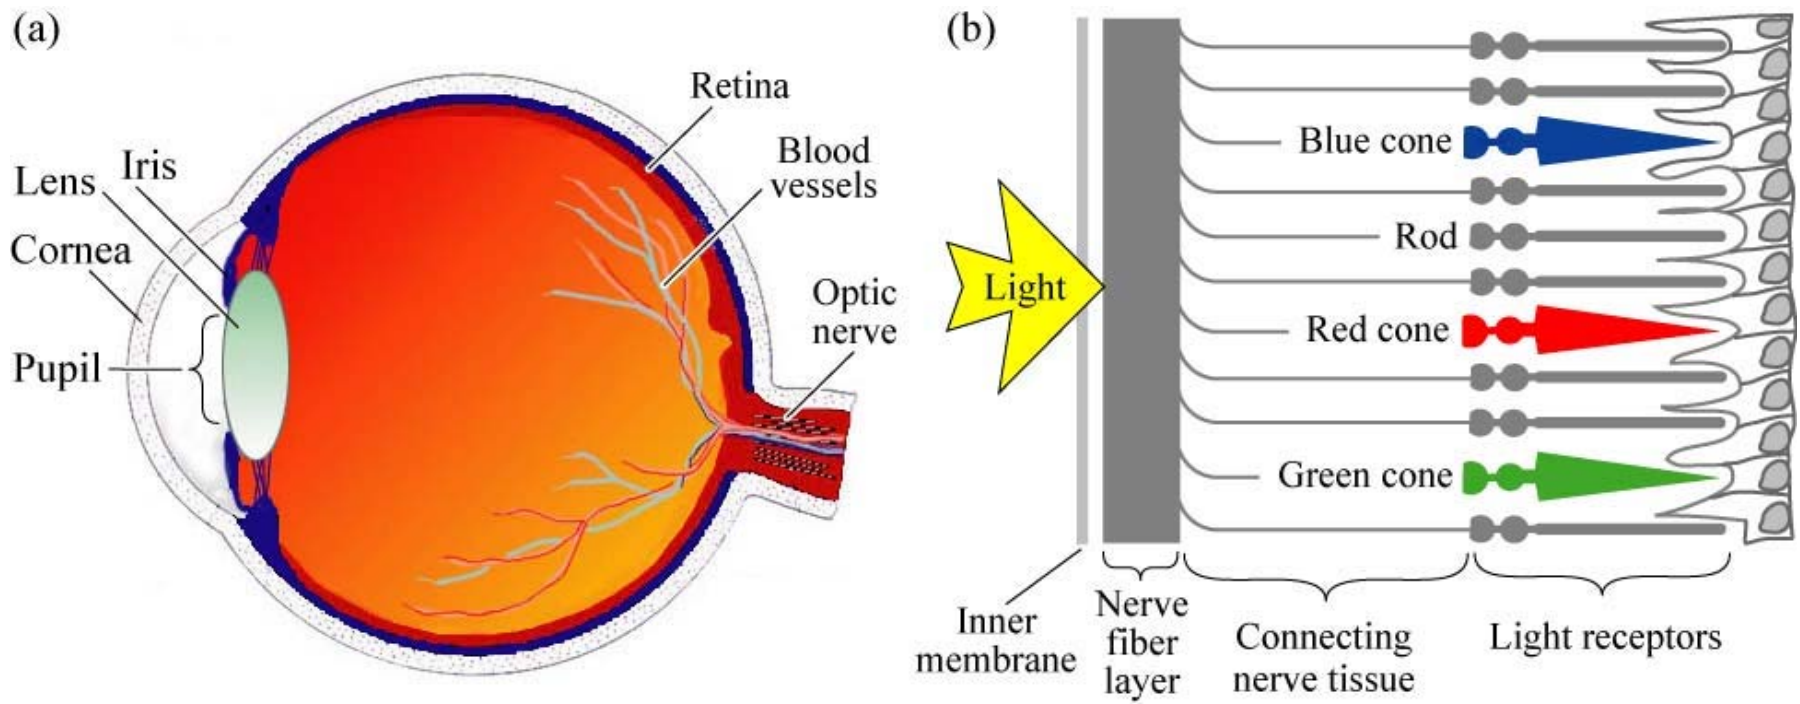 (a)
Retina
Blood
vessels
Iris
Lens
Cornea
Optic
nerve
Pupil
(b)
Blue cone
Rod
Light
Red cone
Green cone
Inner
membrane
Nerve
fiber
layer
Connecting
nerve tissue
Light receptors